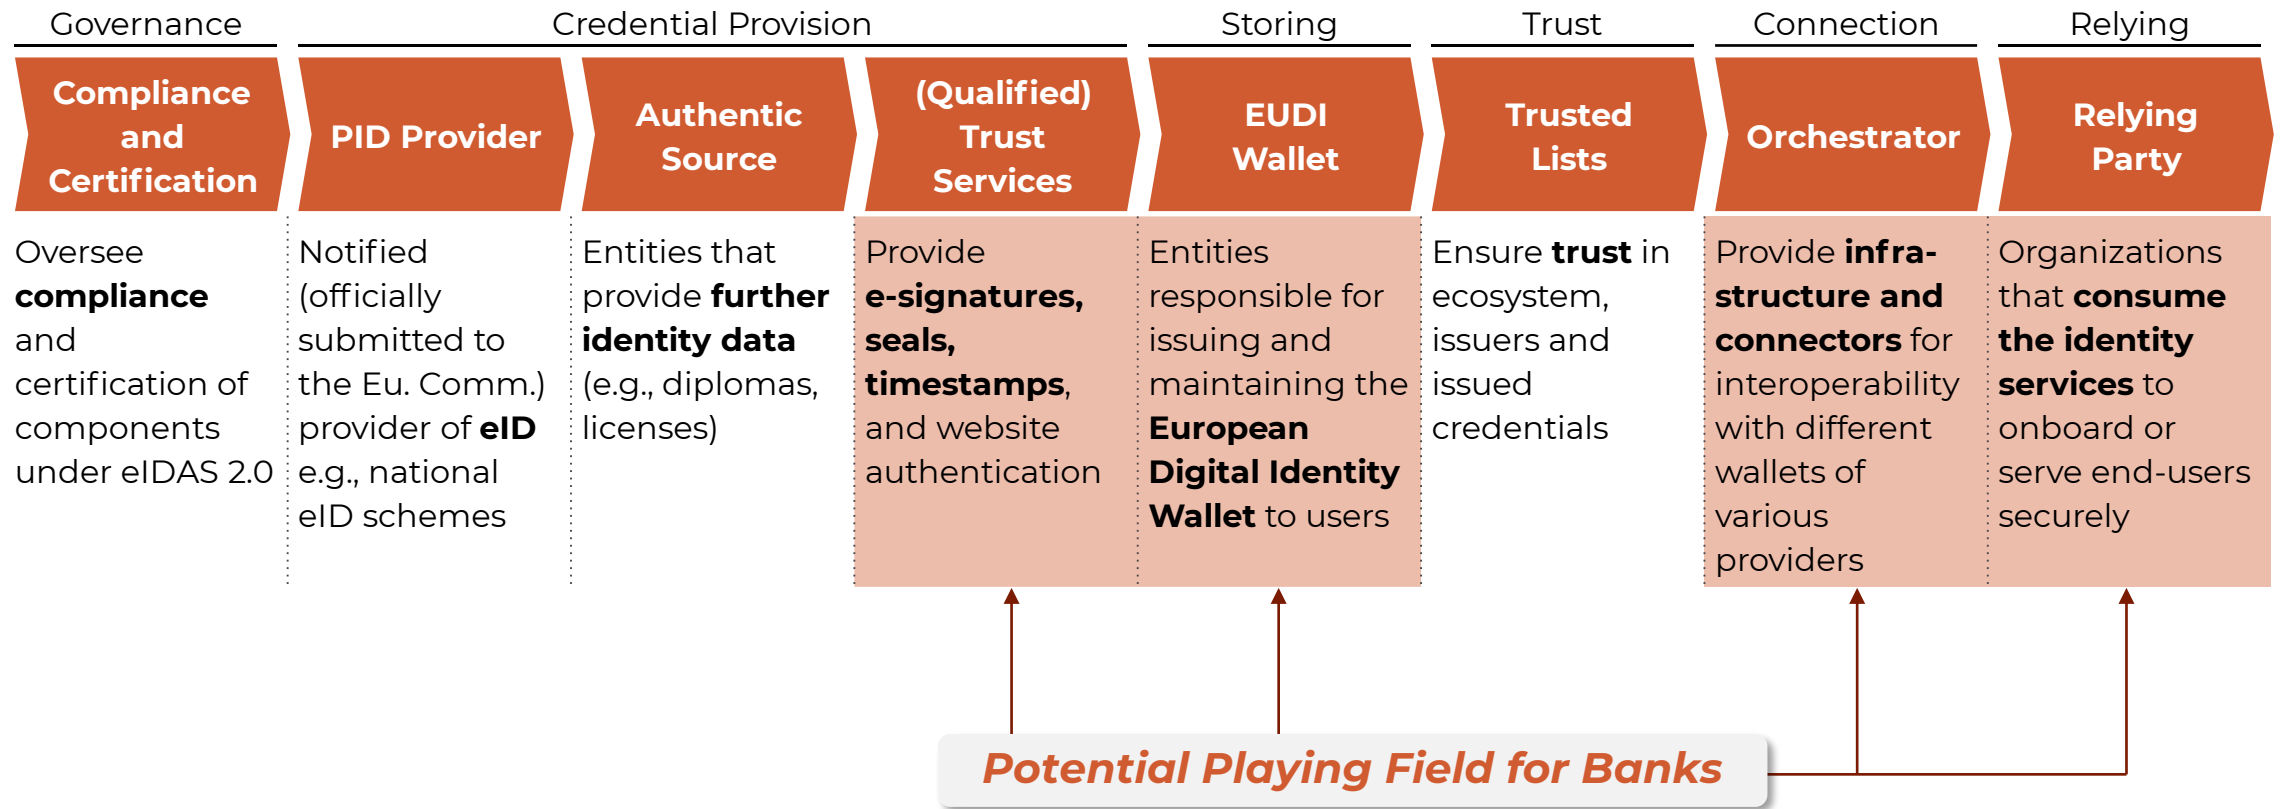 Governance
Credential Provision
Storing
Trust
Connection
Relying
Compliance
and
Certification
PID Provider
Authentic
Source
(Qualified)
Trust
Services
EUDI
Wallet
Trusted
Lists
Orchestrator
Relying
Party
Oversee
compliance
and
certification of
components
under eIDAS 2.0
Notified
(officially
submitted to
the Eu. Comm.)
provider of eID
e.g., national
eID schemes
Entities that
provide further
identity data
(e.g., diplomas,
licenses)
Provide
e-signatures,
seals,
timestamps,
and website
authentication
Entities
responsible for
issuing and
maintaining the
European
Digital Identity
Wallet to users
Ensure trust in
ecosystem,
issuers and
issued
credentials
Provide infra-
structure and
connectors for
interoperability
with different
wallets of
various
providers
Organizations
that consume
the identity
services to
onboard or
serve end-users
securely
Potential Playing Field for Banks